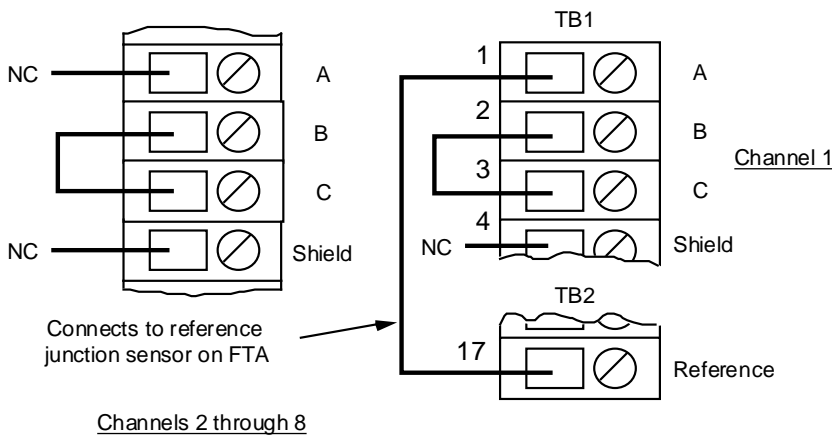 NC
A
B
C
NC
Shield
Connects to reference
junction sensor on FTA
Channels 2 through 8
TB1
1
A
2
B
Channel 1
3
C
4
NC
Shield
TB2
17
Reference